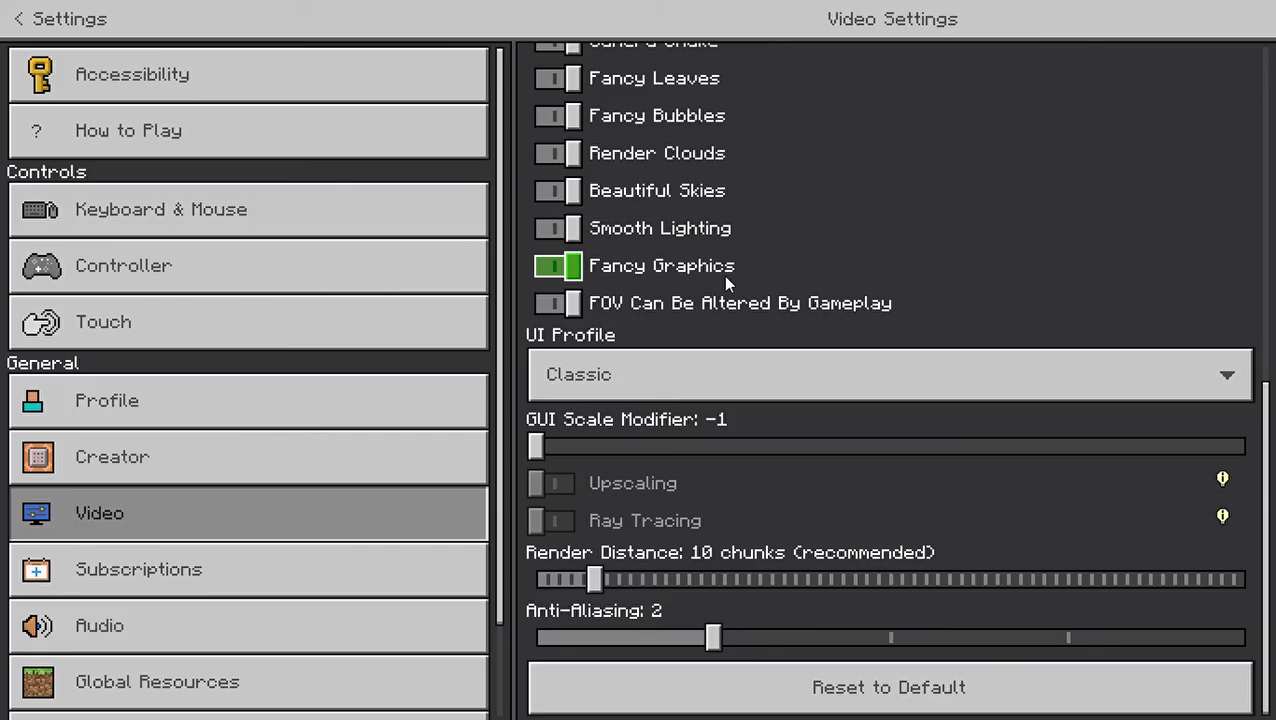 Settings
Video Settings
Accessibility
? How to Play
Controls
Keyboard & Mouse
Controller
Touch
General
Profile
Creator
Video
Subscriptions
Audio
Global Resources
Camera Shake
Fancy Leaves
Fancy Bubbles
Render Clouds
Beautiful Skies
Smooth Lighting
Fancy Graphics
FOV Can Be Altered By Gameplay
UI Profile
Classic
GUI Scale Modifier: -1
Upscaling
Ray Tracing
Render Distance: 10 chunks (recommended)
Anti-Aliasing: 2
Reset to Default